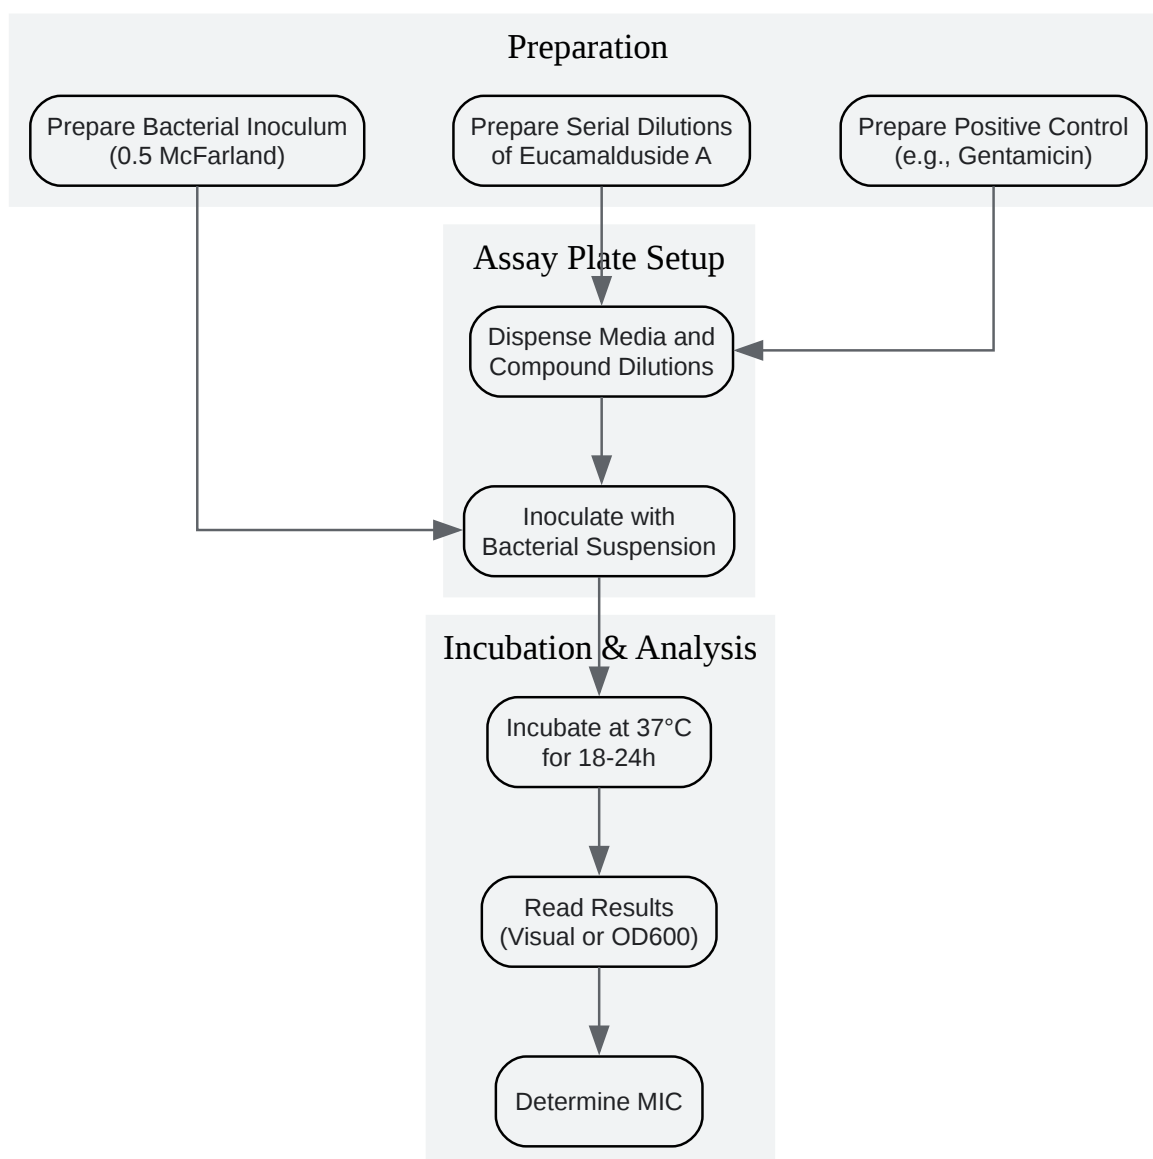 Preparation
Prepare Bacterial Inoculum
(0.5 McFarland)
Prepare Serial Dilutions
of Eucamalduside A
Prepare Positive Control
(e.g., Gentamicin)
Assay Plate Setup
Dispense Media and
Compound Dilutions
Inoculate with
Bacterial Suspension
Incubation & Analysis
Incubate at 37°C
for 18-24h
Read Results
(Visual or OD600)
Determine MIC